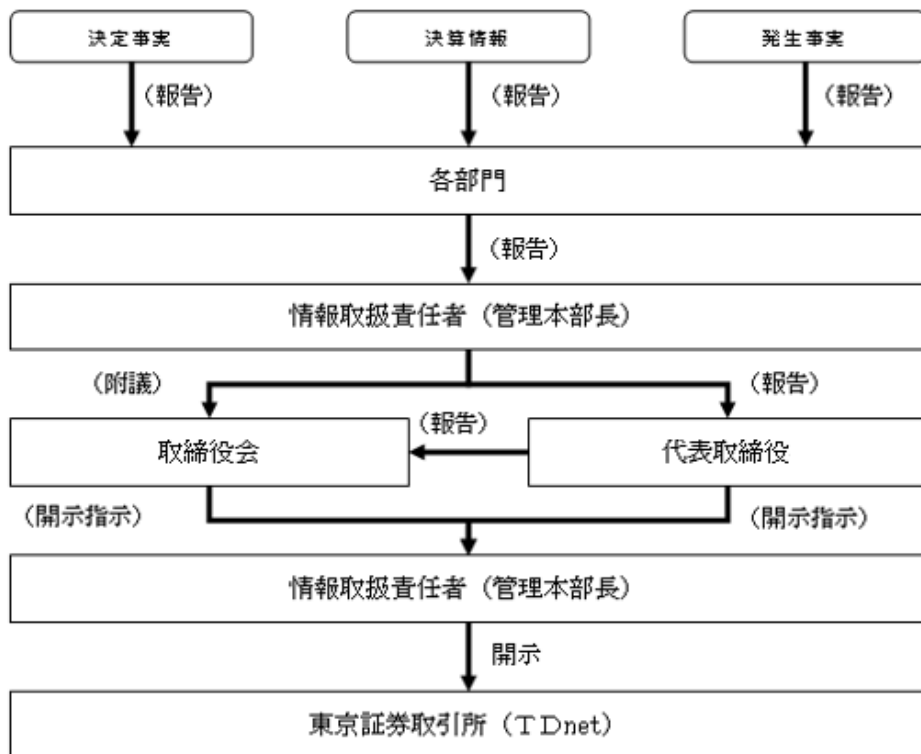 決定事実
決算情報
発生事実
（報告）
（報告）
（報告）
各部門
（報告）
情報取扱責任者（管理本部長）
（附議）
（報告）
取締役会
（報告）
代表取締役
（開示指示）
（開示指示）
情報取扱責任者（管理本部長）
開示
東京証券取引所（ＴＤnet）